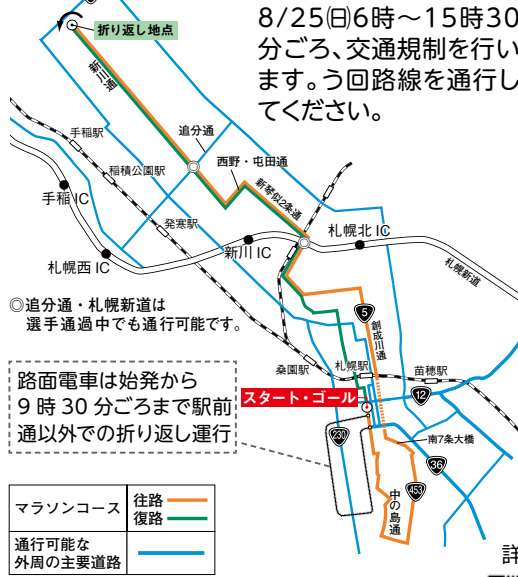 8/25㈰6時～15時30
分ごろ、交通規制を行い
ます。う回路線を通行し
てください。
折り返し地点
新川通
手稲駅
追分通
稲積公園駅
西野・屯田通
手稲IC
新琴似2条通
発寒駅
札幌北IC
新川IC
札幌西IC
札幌新道
◎追分通・札幌新道は
選手通過中でも通行可能です。
5
創成川通
桑園駅
札幌駅
苗穂駅
路面電車は始発から
9時30分ごろまで駅前
通以外での折り返し運行
スタート・ゴール
12
230
南7条大橋
36
453
中の島通
マラソンコース
往路
復路
通行可能な
外周の主要道路
詳